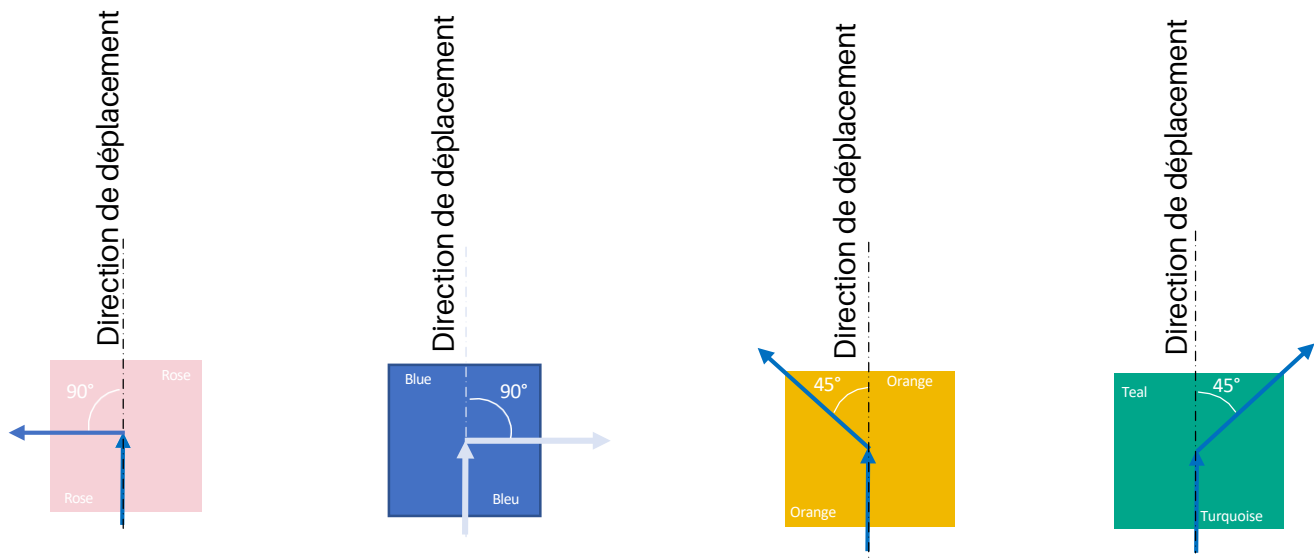 Direction de déplacement
Rose
90°
Rose
Direction de déplacement
Blue
90°
Bleu
Direction de déplacement
45°
Orange
Orange
Direction de déplacement
Teal
45°
Turquoise